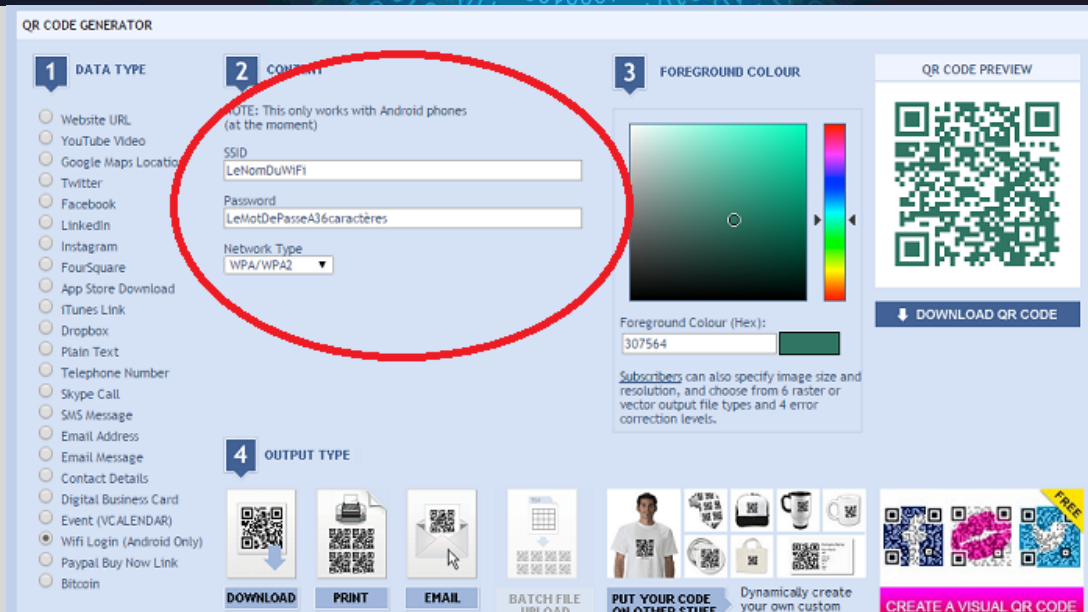 QR CODE GENERATOR
1 DATA TYPE
Website URL
YouTube Video
Google Maps Location
Twitter
Facebook
LinkedIn
Instagram
FourSquare
App Store Download
iTunes Link
Dropbox
Plain Text
Telephone Number
Skype Call
SMS Message
Email Address
Email Message
Contact Details
Digital Business Card
Event (VCALENDAR)
Wifi Login (Android Only)
Paypal Buy Now Link
Bitcoin
2 CONTENT
NOTE: This only works with Android phones
(at the moment)
SSID
LeNomDuWiFi
Password
LeMotDePasseA36caractères
Network Type
WPA/WPA2
3 FOREGROUND COLOUR
Foreground Colour (Hex):
307564
Subscribers can also specify image size and
resolution, and choose from 6 raster or
vector output file types and 4 error
correction levels.
QR CODE PREVIEW
DOWNLOAD QR CODE
4 OUTPUT TYPE
DOWNLOAD
PRINT
EMAIL
BATCH FILE
UPLOAD
PUT YOUR CODE
ON OTHER STUFF
Dynamically create
your own custom
FREE
CREATE A VISUAL QR CODE